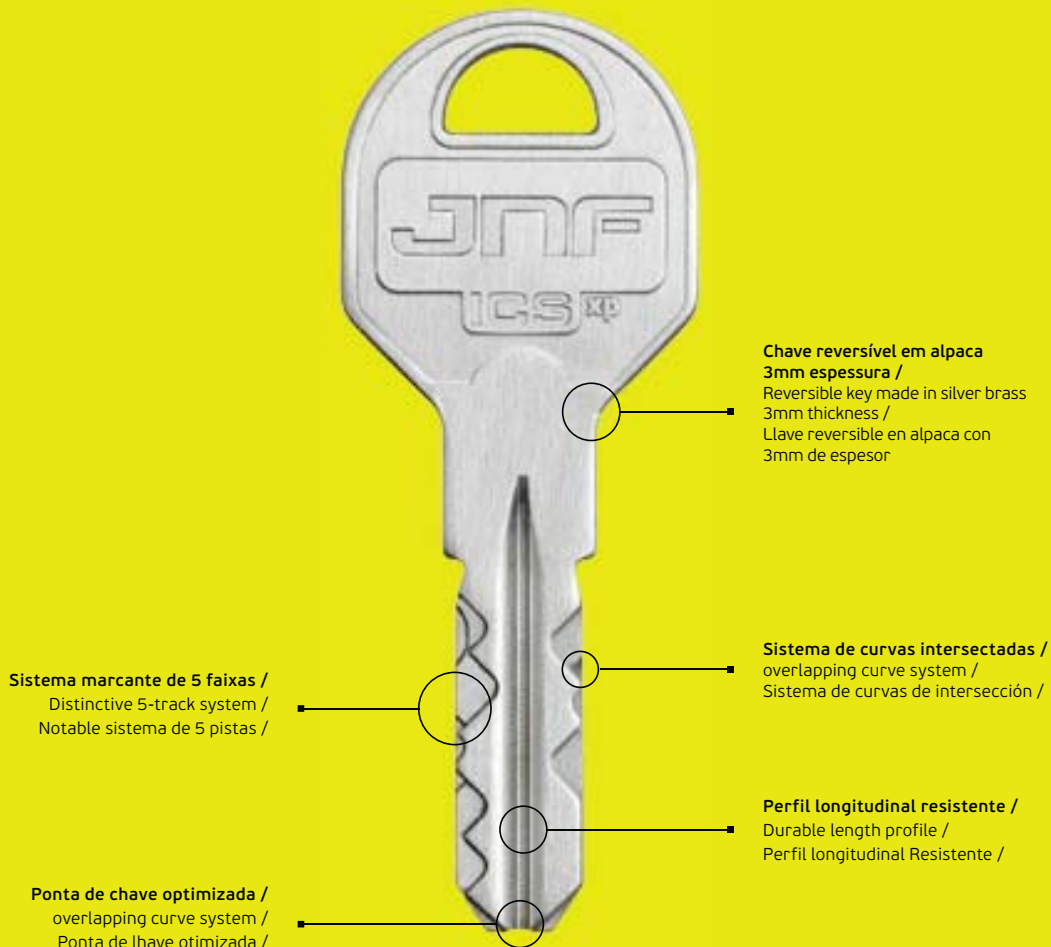 JNF
ICS xp
Chave reversível em alpaca
3mm espessura /
Reversible key made in silver brass
3mm thickness /
Llave reversible en alpaca con
3mm de espesor
Sistema de curvas intersectadas /
overlapping curve system /
Sistema de curvas de intersección /
Sistema marcante de 5 faixas /
Distinctive 5-track system /
Notable sistema de 5 pistas /
Perfil longitudinal resistente /
Durable length profile /
Perfil longitudinal Resistente /
Ponta de chave optimizada /
overlapping curve system /
Ponta de lhave otimizada /